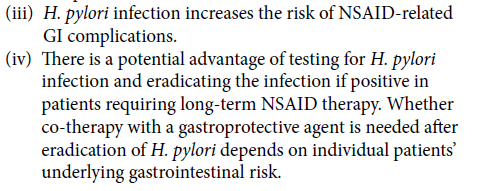 (iii) H. pylori infection increases the risk of NSAID-related
GI complications.
(iv) There is a potential advantage of testing for H. pylori
infection and eradicating the infection if positive in
patients requiring long-term NSAID therapy. Whether
co-therapy with a gastroprotective agent is needed after
eradication of H. pylori depends on individual patients’
underlying gastrointestinal risk.